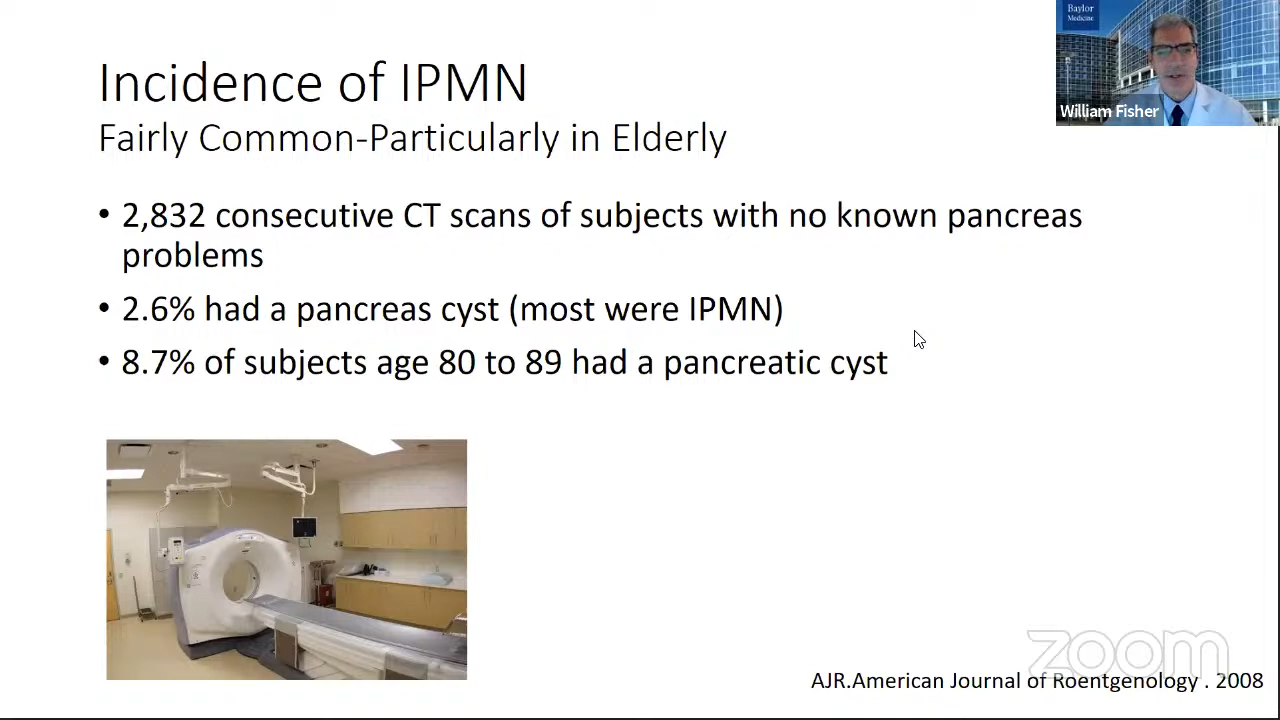 Incidence of IPMN
Fairly Common-Particularly in Elderly
• 2,832 consecutive CT scans of subjects with no known pancreas
problems
• 2.6% had a pancreas cyst (most were IPMN)
• 8.7% of subjects age 80 to 89 had a pancreatic cyst
Baylor
Medicine
William Fisher
zoom
AJR.American Journal of Roentgenology . 2008